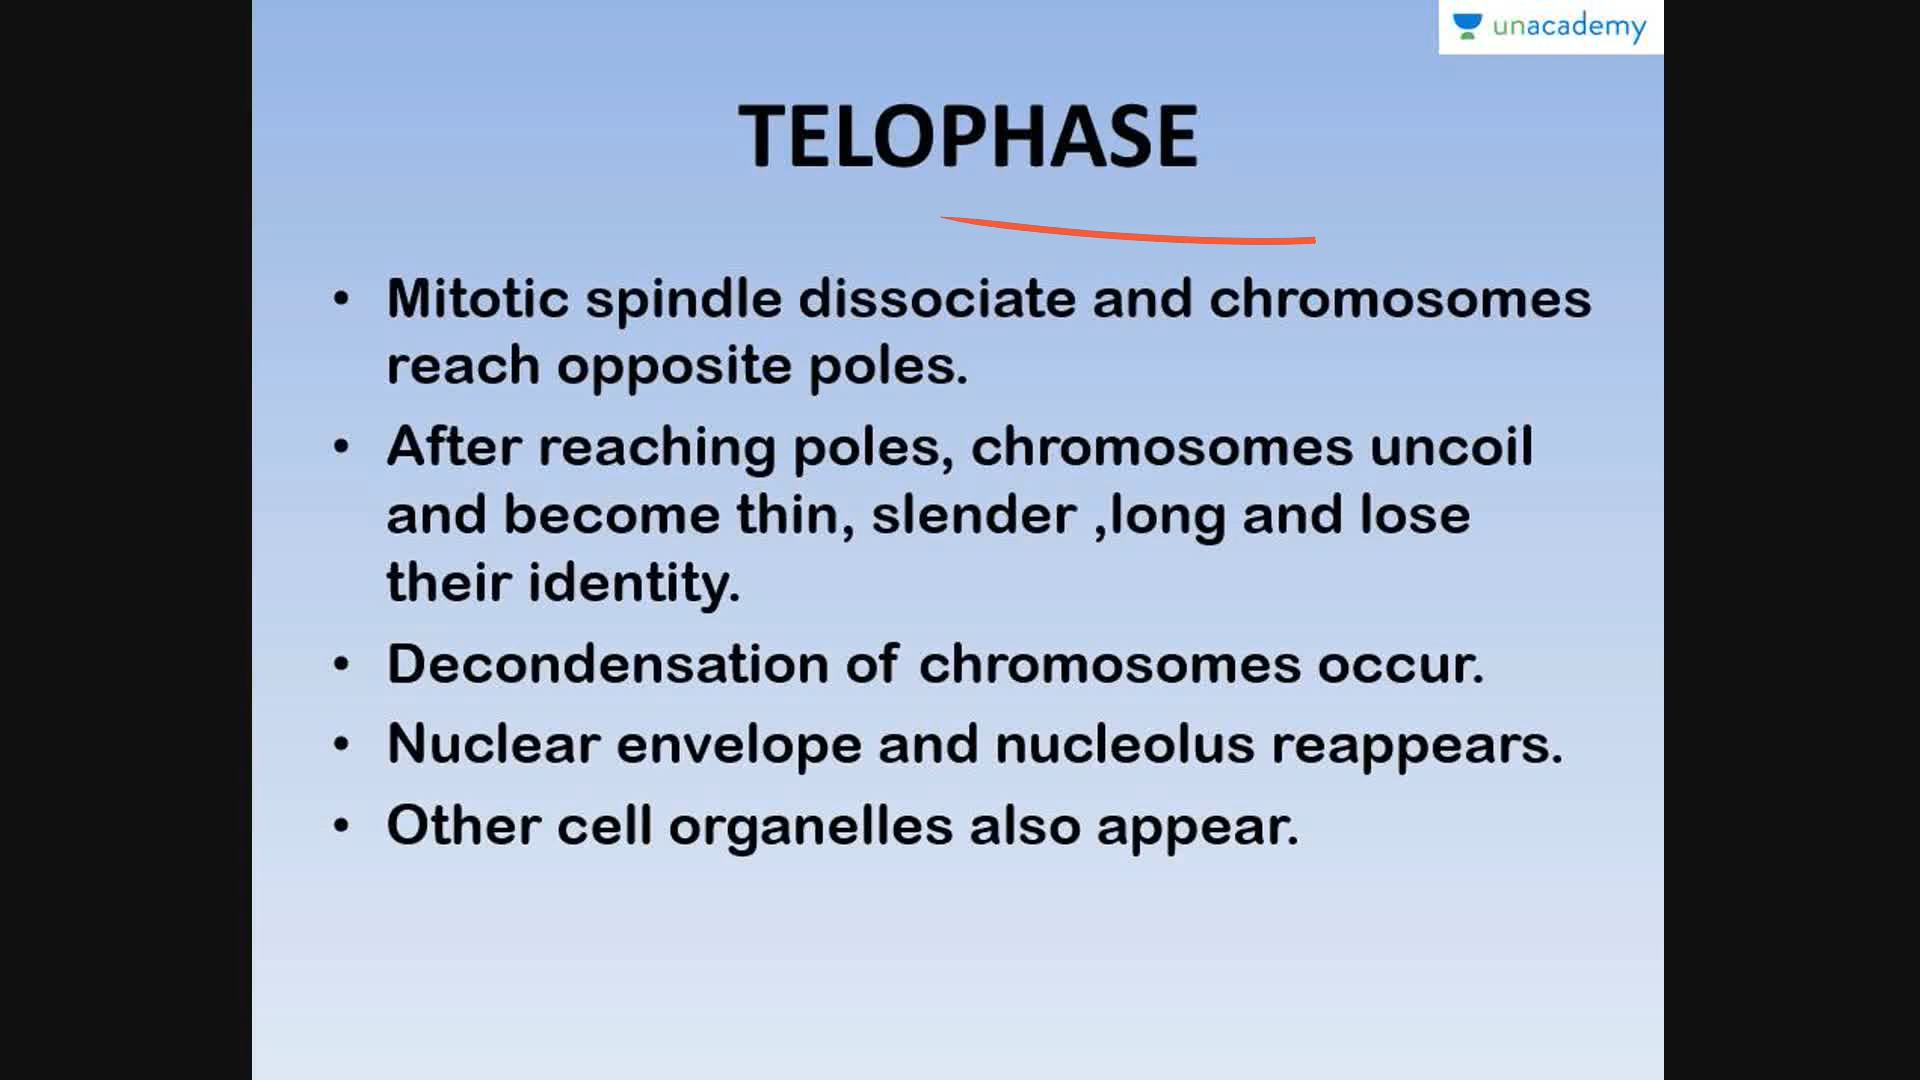 unacademy
TELOPHASE
• Mitotic spindle dissociate and chromosomes
reach opposite poles.
• After reaching poles, chromosomes uncoil
and become thin, slender ,long and lose
their identity.
• Decondensation of chromosomes occur.
• Nuclear envelope and nucleolus reappears.
• Other cell organelles also appear.